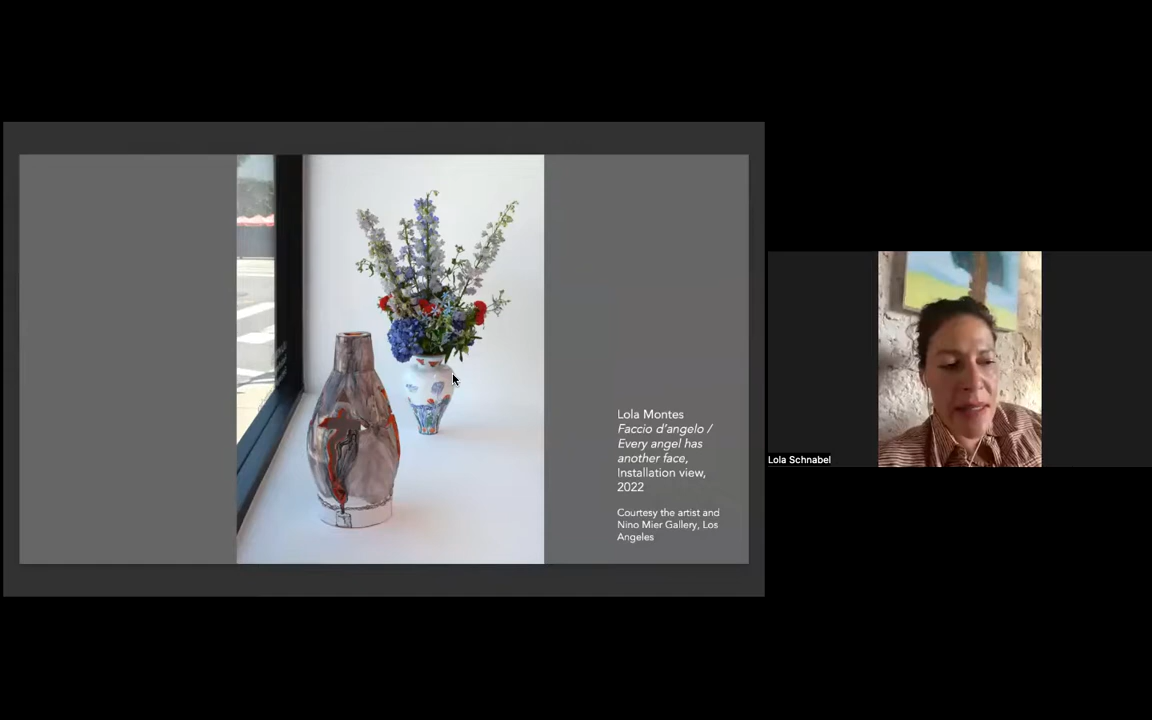 Lola Montes
Faccio d'angelo /
Every angel has
another face,
Installation view,
2022
Courtesy the artist and
Nino Mier Gallery, Los
Angeles
Lola Schnabel